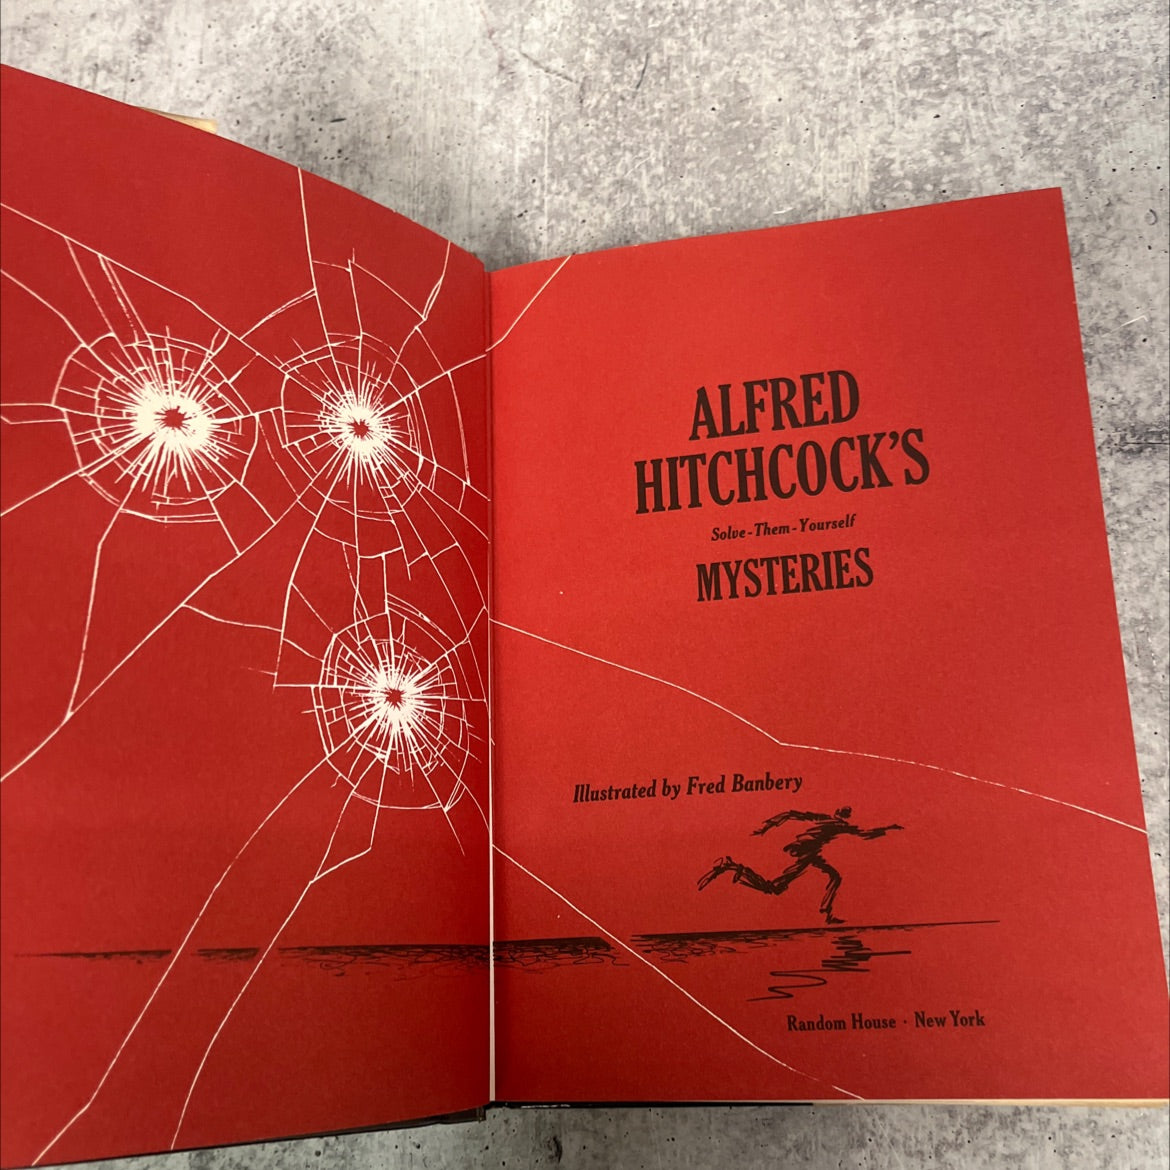 ALFRED
HITCHCOCK'S
Solve-Them-Yourself
MYSTERIES
Illustrated by Fred Banbery
Random House · New York